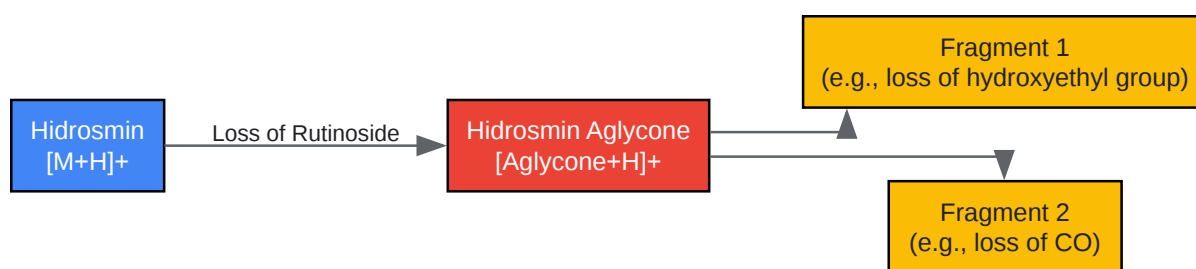 Hidrosmin
[M+H]+
Loss of Rutinoside
Hidrosmin Aglycone
[Aglycone+H]+
Fragment 1
(e.g., loss of hydroxyethyl group)
Fragment 2
(e.g., loss of CO)